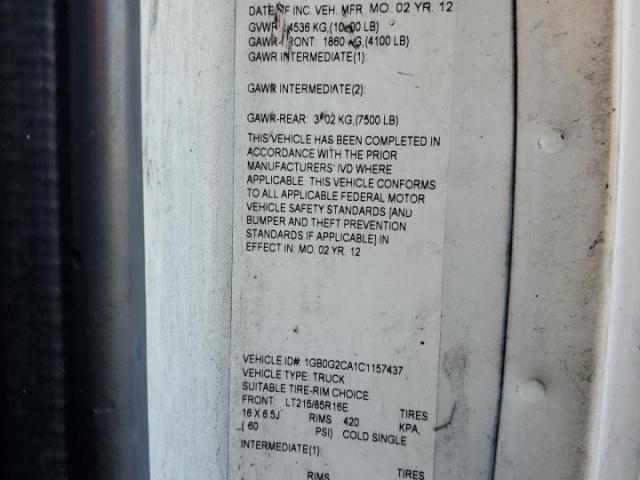 DATE OF INC. VEH. MFR. MO. 02 YR. 12
GVWR 4536 KG,(10000 LB)
GAWR-FRONT: 1860 KG,(4100 LB)
GAWR INTERMEDIATE(1):
GAWR INTERMEDIATE(2):
GAWR-REAR: 3402 KG,(7500 LB)
THIS VEHICLE HAS BEEN COMPLETED IN
ACCORDANCE WITH THE PRIOR
MANUFACTURERS' IVD WHERE
APPLICABLE. THIS VEHICLE CONFORMS
TO ALL APPLICABLE FEDERAL MOTOR
VEHICLE SAFETY STANDARDS [AND
BUMPER AND THEFT PREVENTION
STANDARDS IF APPLICABLE] IN
EFFECT IN: MO. 02 YR. 12
VEHICLE ID# 1GB0G2CA1C1157437
VEHICLE TYPE: TRUCK
SUITABLE TIRE-RIM CHOICE
FRONT: LT215/85R16E TIRES
16 X 6.5J RIMS 420 KPA,
( 60 PSI) COLD SINGLE
INTERMEDIATE(1):
TIRES
RIMS